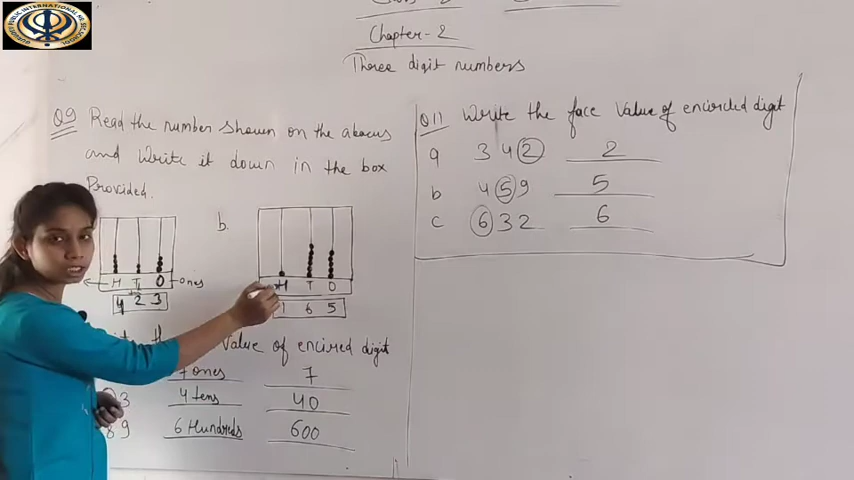 Chapter-2
Three digit numbers
Q9 Read the number shown on the abacus
and Write it down in the box
Provided.
H T O ones
4 2 3
b.
H T O
1 6 5
Value of encired digit
7 ones 7
3 4 tens 40
89 6 Hundreds 600
Q11 Write the face Value of encircled digit
a 3 4 2 2
b 4 5 9 5
c 6 3 2 6